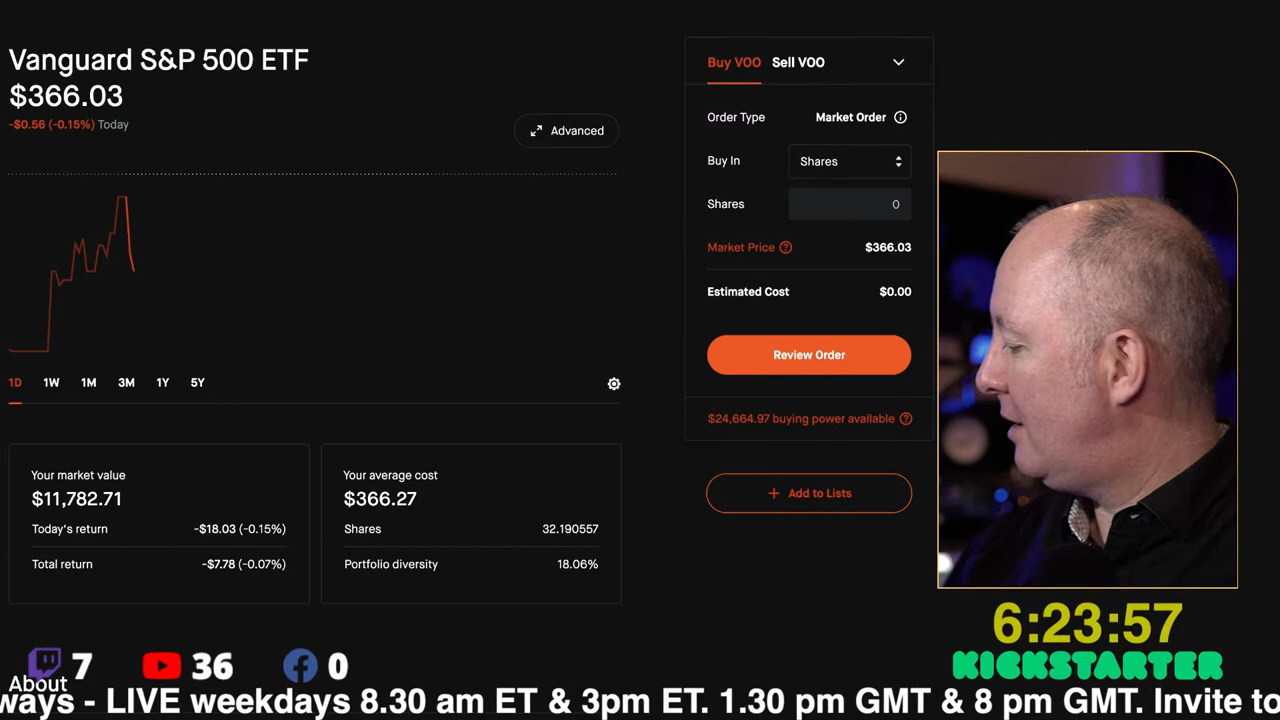 Vanguard S&P 500 ETF
$366.03
-$0.56 (-0.15%) Today
Advanced
1D 1W 1M 3M 1Y 5Y
Your market value
$11,782.71
Today's return -$18.03 (-0.15%)
Total return -$7.78 (-0.07%)
Your average cost
$366.27
Shares 32.190557
Portfolio diversity 18.06%
Buy VOO Sell VOO
Order Type Market Order
Buy In Shares
Shares 0
Market Price $366.03
Estimated Cost $0.00
Review Order
$24,664.97 buying power available
+ Add to Lists
6:23:57
KICKSTARTER
7 36 0
About
ways - LIVE weekdays 8.30 am ET & 3pm ET. 1.30 pm GMT & 8 pm GMT. Invite to